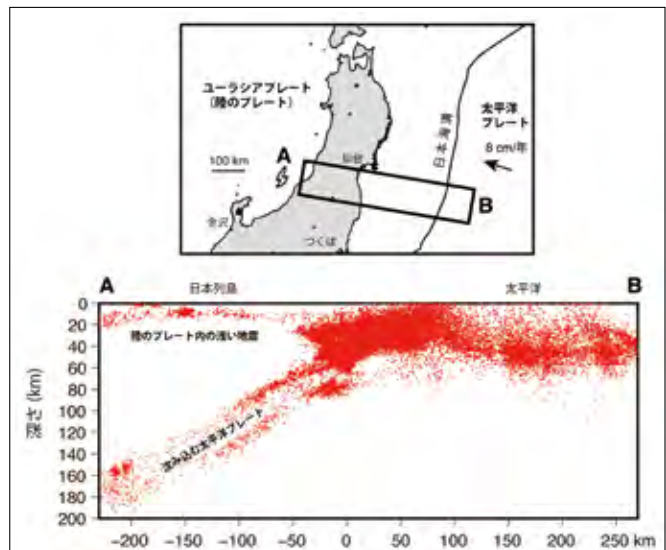 ユーラシアプレート
(陸のプレート)
太平洋
プレート
8 cm/年
日本海溝
A
仙台
100 km
B
金沢
つくば
A
日本列島
太平洋
B
陸のプレート内の浅い地震
沈み込む太平洋プレート
深さ (km)
0
20
40
60
80
100
120
140
160
180
200
−200
−150
−100
−50
0
50
100
150
200
250 km